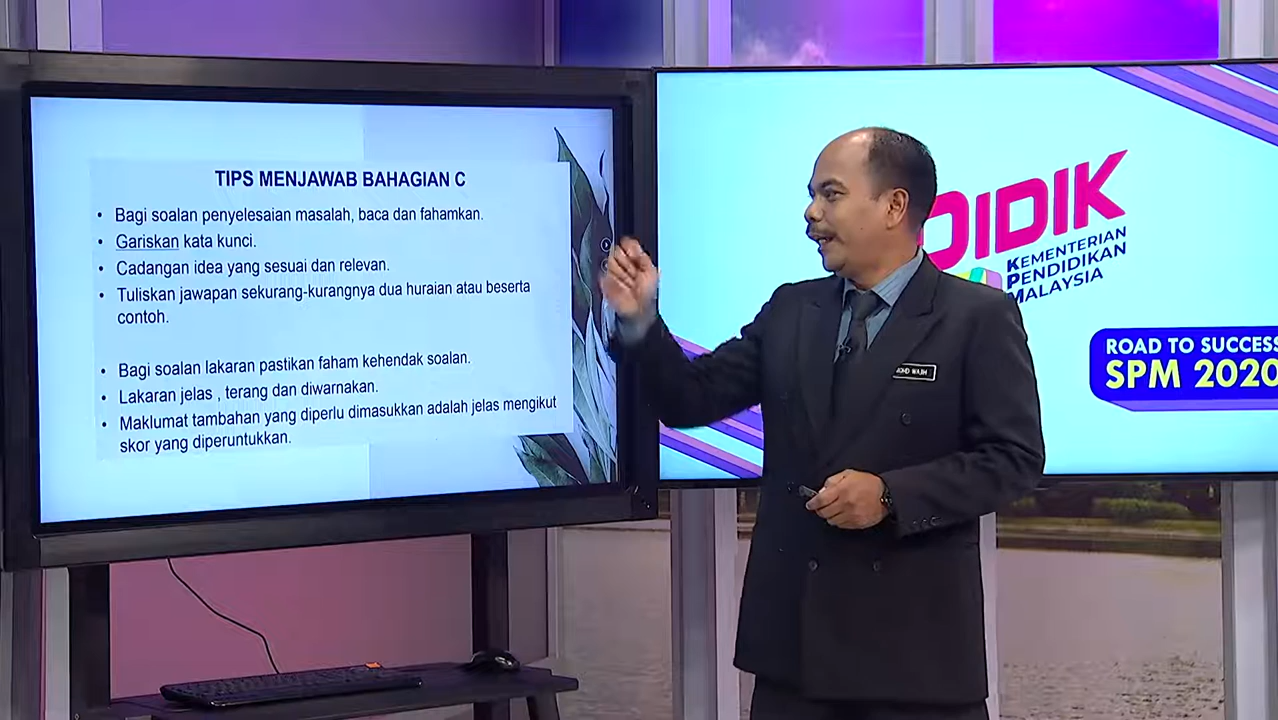 TIPS MENJAWAB BAHAGIAN C
• Bagi soalan penyelesaian masalah, baca dan fahamkan.
• Gariskan kata kunci.
• Cadangan idea yang sesuai dan relevan.
• Tuliskan jawapan sekurang-kurangnya dua huraian atau beserta
contoh.
• Bagi soalan lakaran pastikan faham kehendak soalan.
• Lakaran jelas , terang dan diwarnakan.
• Maklumat tambahan yang diperlu dimasukkan adalah jelas mengikut
skor yang diperuntukkan.
DIDIK
KEMENTERIAN
PENDIDIKAN
MALAYSIA
ROAD TO SUCCESS
SPM 2020
MOHD WAJIH